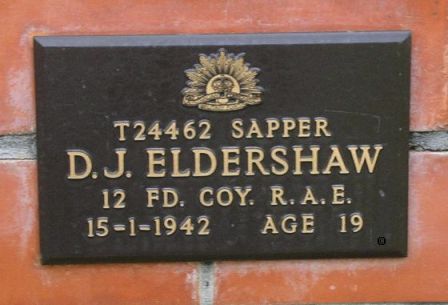 T24462 SAPPER
D.J. ELDERSHAW
12 FD. COY. R.A.E.
15-1-1942 AGE 19
©